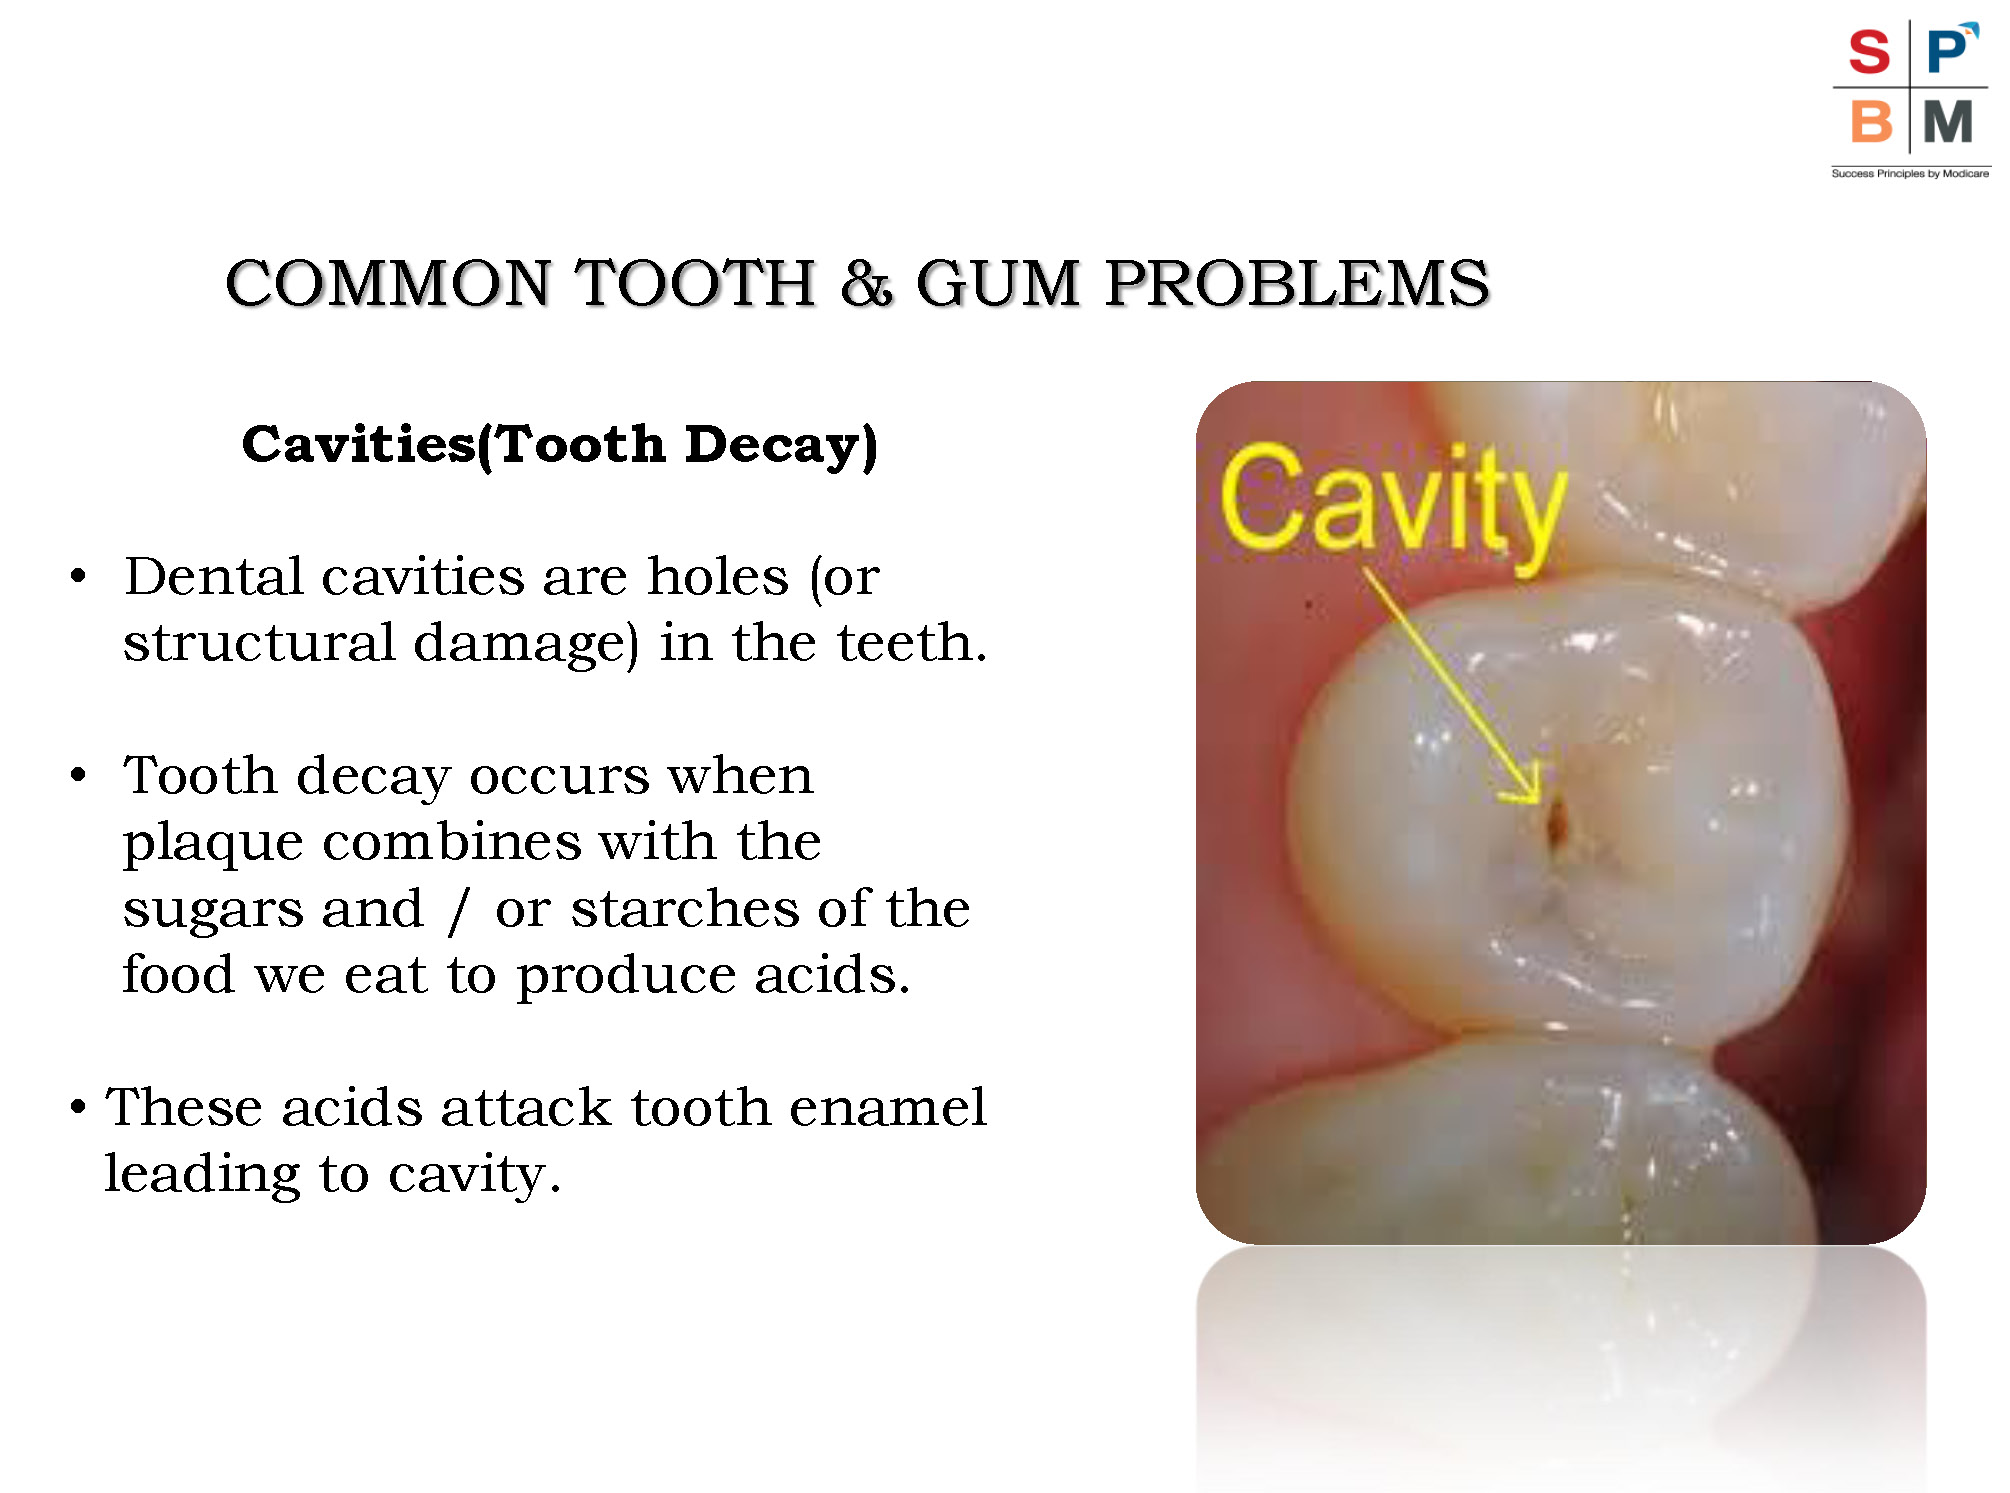 S P
B M
Success Principles by Modicare
COMMON TOOTH & GUM PROBLEMS
Cavities(Tooth Decay)
• Dental cavities are holes (or
structural damage) in the teeth.
• Tooth decay occurs when
plaque combines with the
sugars and / or starches of the
food we eat to produce acids.
• These acids attack tooth enamel
leading to cavity.
Cavity